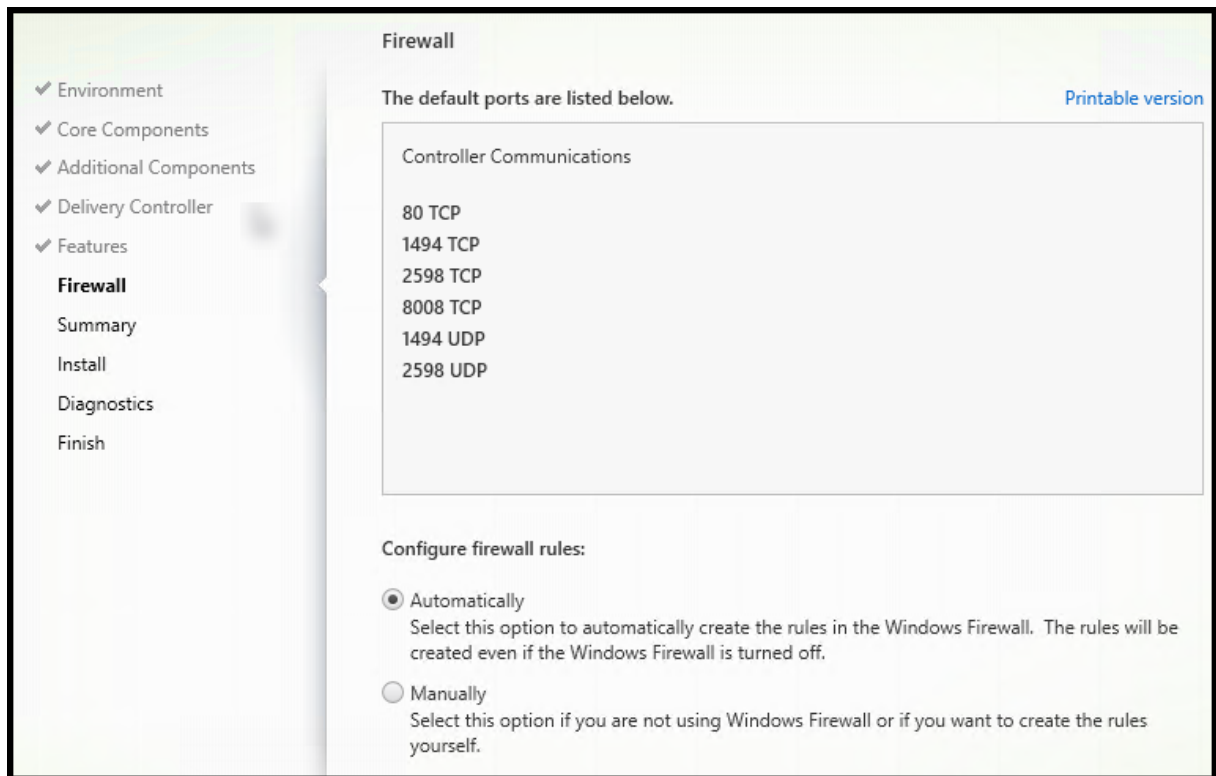 Firewall
Environment
Core Components
Additional Components
Delivery Controller
Features
Firewall
Summary
Install
Diagnostics
Finish
The default ports are listed below.
Printable version
Controller Communications
80 TCP
1494 TCP
2598 TCP
8008 TCP
1494 UDP
2598 UDP
Configure firewall rules:
Automatically
Select this option to automatically create the rules in the Windows Firewall. The rules will be
created even if the Windows Firewall is turned off.
Manually
Select this option if you are not using Windows Firewall or if you want to create the rules
yourself.